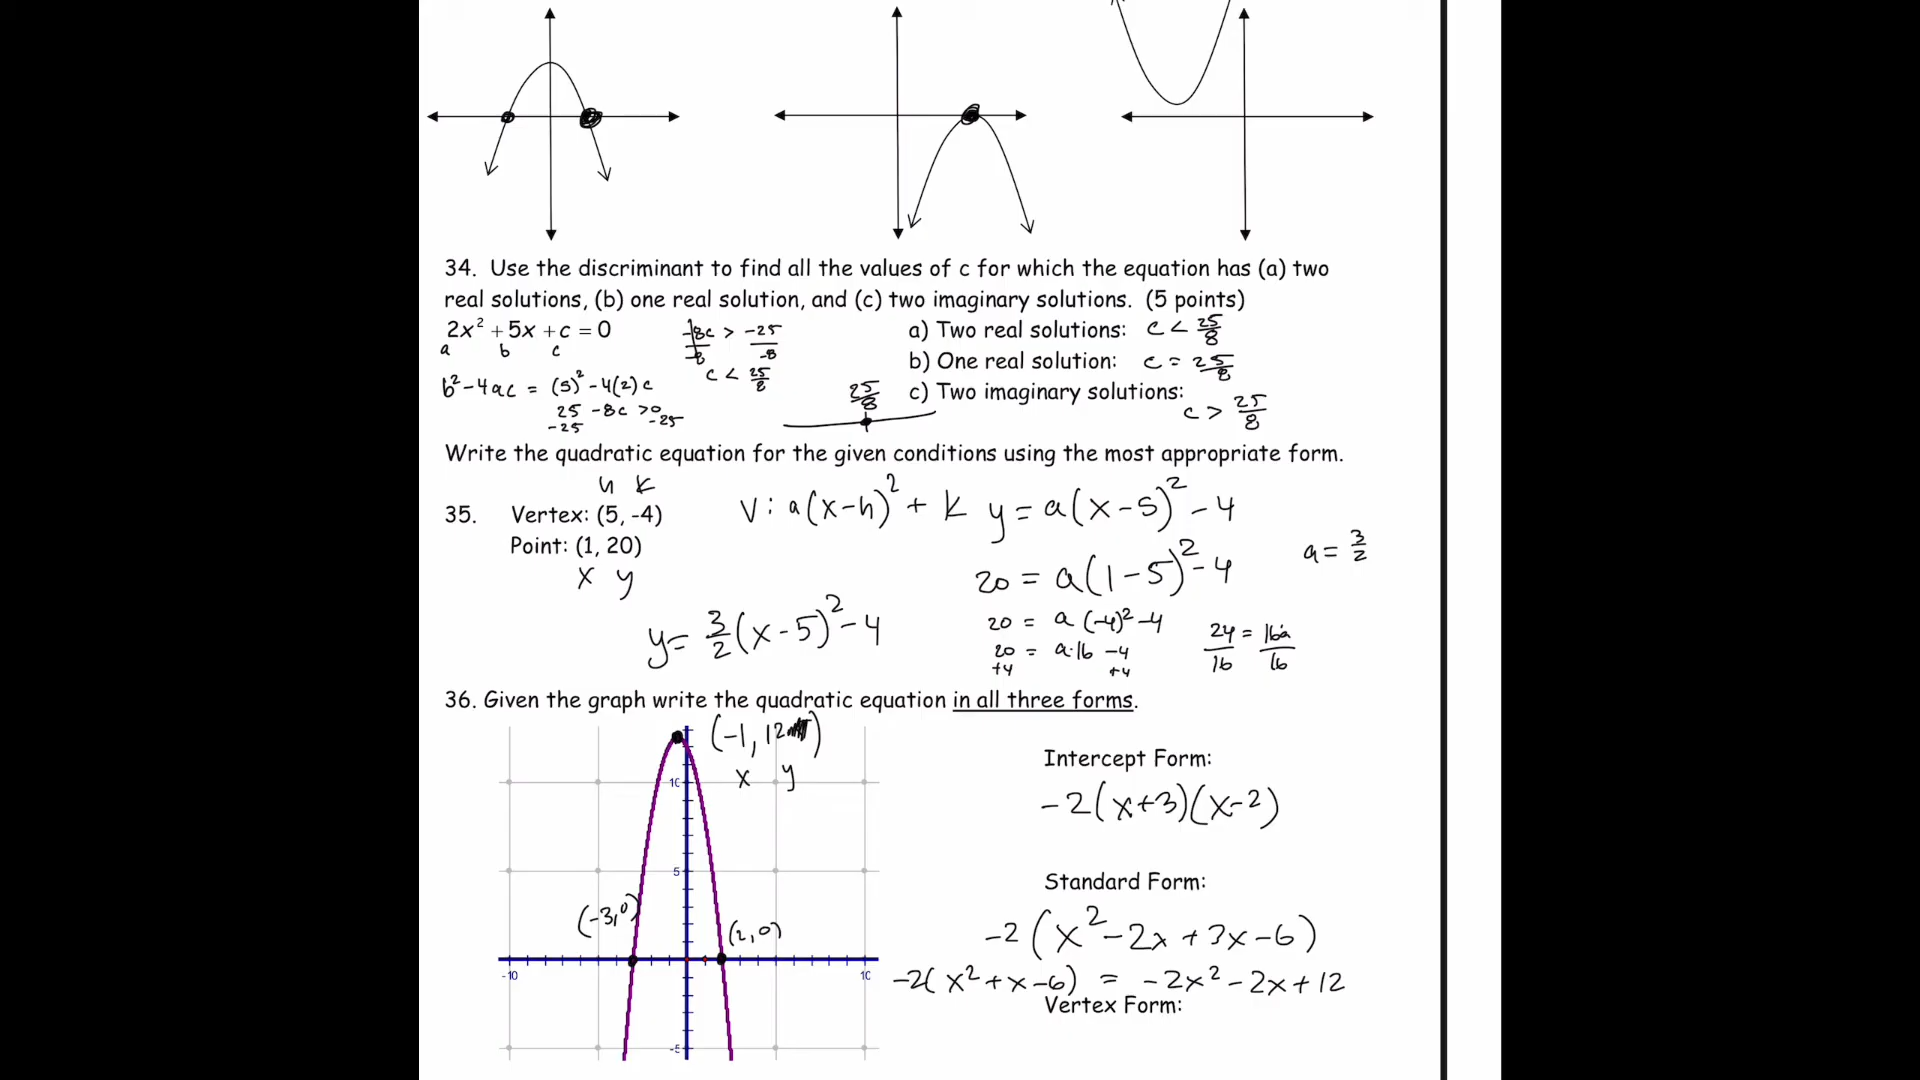 34. Use the discriminant to find all the values of c for which the equation has (a) two
real solutions, (b) one real solution, and (c) two imaginary solutions. (5 points)
2x² + 5x + c = 0
a b c
b² - 4ac = (5)² - 4(2)c
25 - 8c > 0
-25 -25
-8c > -25
-8 -8
c < 25/8
25/8
a) Two real solutions: c < 25/8
b) One real solution: c = 25/8
c) Two imaginary solutions:
c > 25/8
Write the quadratic equation for the given conditions using the most appropriate form.
h k
35. Vertex: (5, -4)
Point: (1, 20)
x y
V: a(x-h)² + k
y = a(x-5)² - 4
20 = a(1-5)² - 4
a = 3/2
20 = a(-4)² - 4
20 = a·16 - 4
+4 +4
24 = 16a
16 16
y = 3/2(x-5)² - 4
36. Given the graph write the quadratic equation in all three forms.
(-1, 12)
x y
10
5
(-3,0)
(2,0)
-10
10
-5
Intercept Form:
-2(x+3)(x-2)
Standard Form:
-2(x² - 2x + 3x - 6)
-2(x² + x - 6) = -2x² - 2x + 12
Vertex Form: